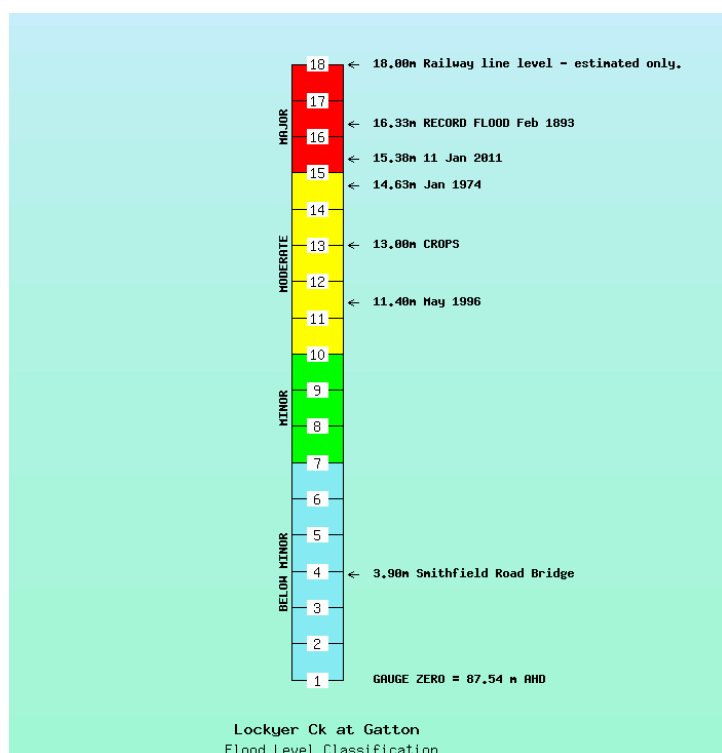 18 18.00m Railway line level - estimated only.
17
16.33m RECORD FLOOD Feb 1893
MAJOR
16
15.38m 11 Jan 2011
15
14.63m Jan 1974
14
13 13.00m CROPS
MODERATE
12
11.40m May 1996
11
10
9
MINOR
8
7
6
5
4 3.90m Smithfield Road Bridge
BELOW MINOR
3
2
1 GAUGE ZERO = 87.54 m AHD
Lockyer Ck at Gatton
Flood Level Classification